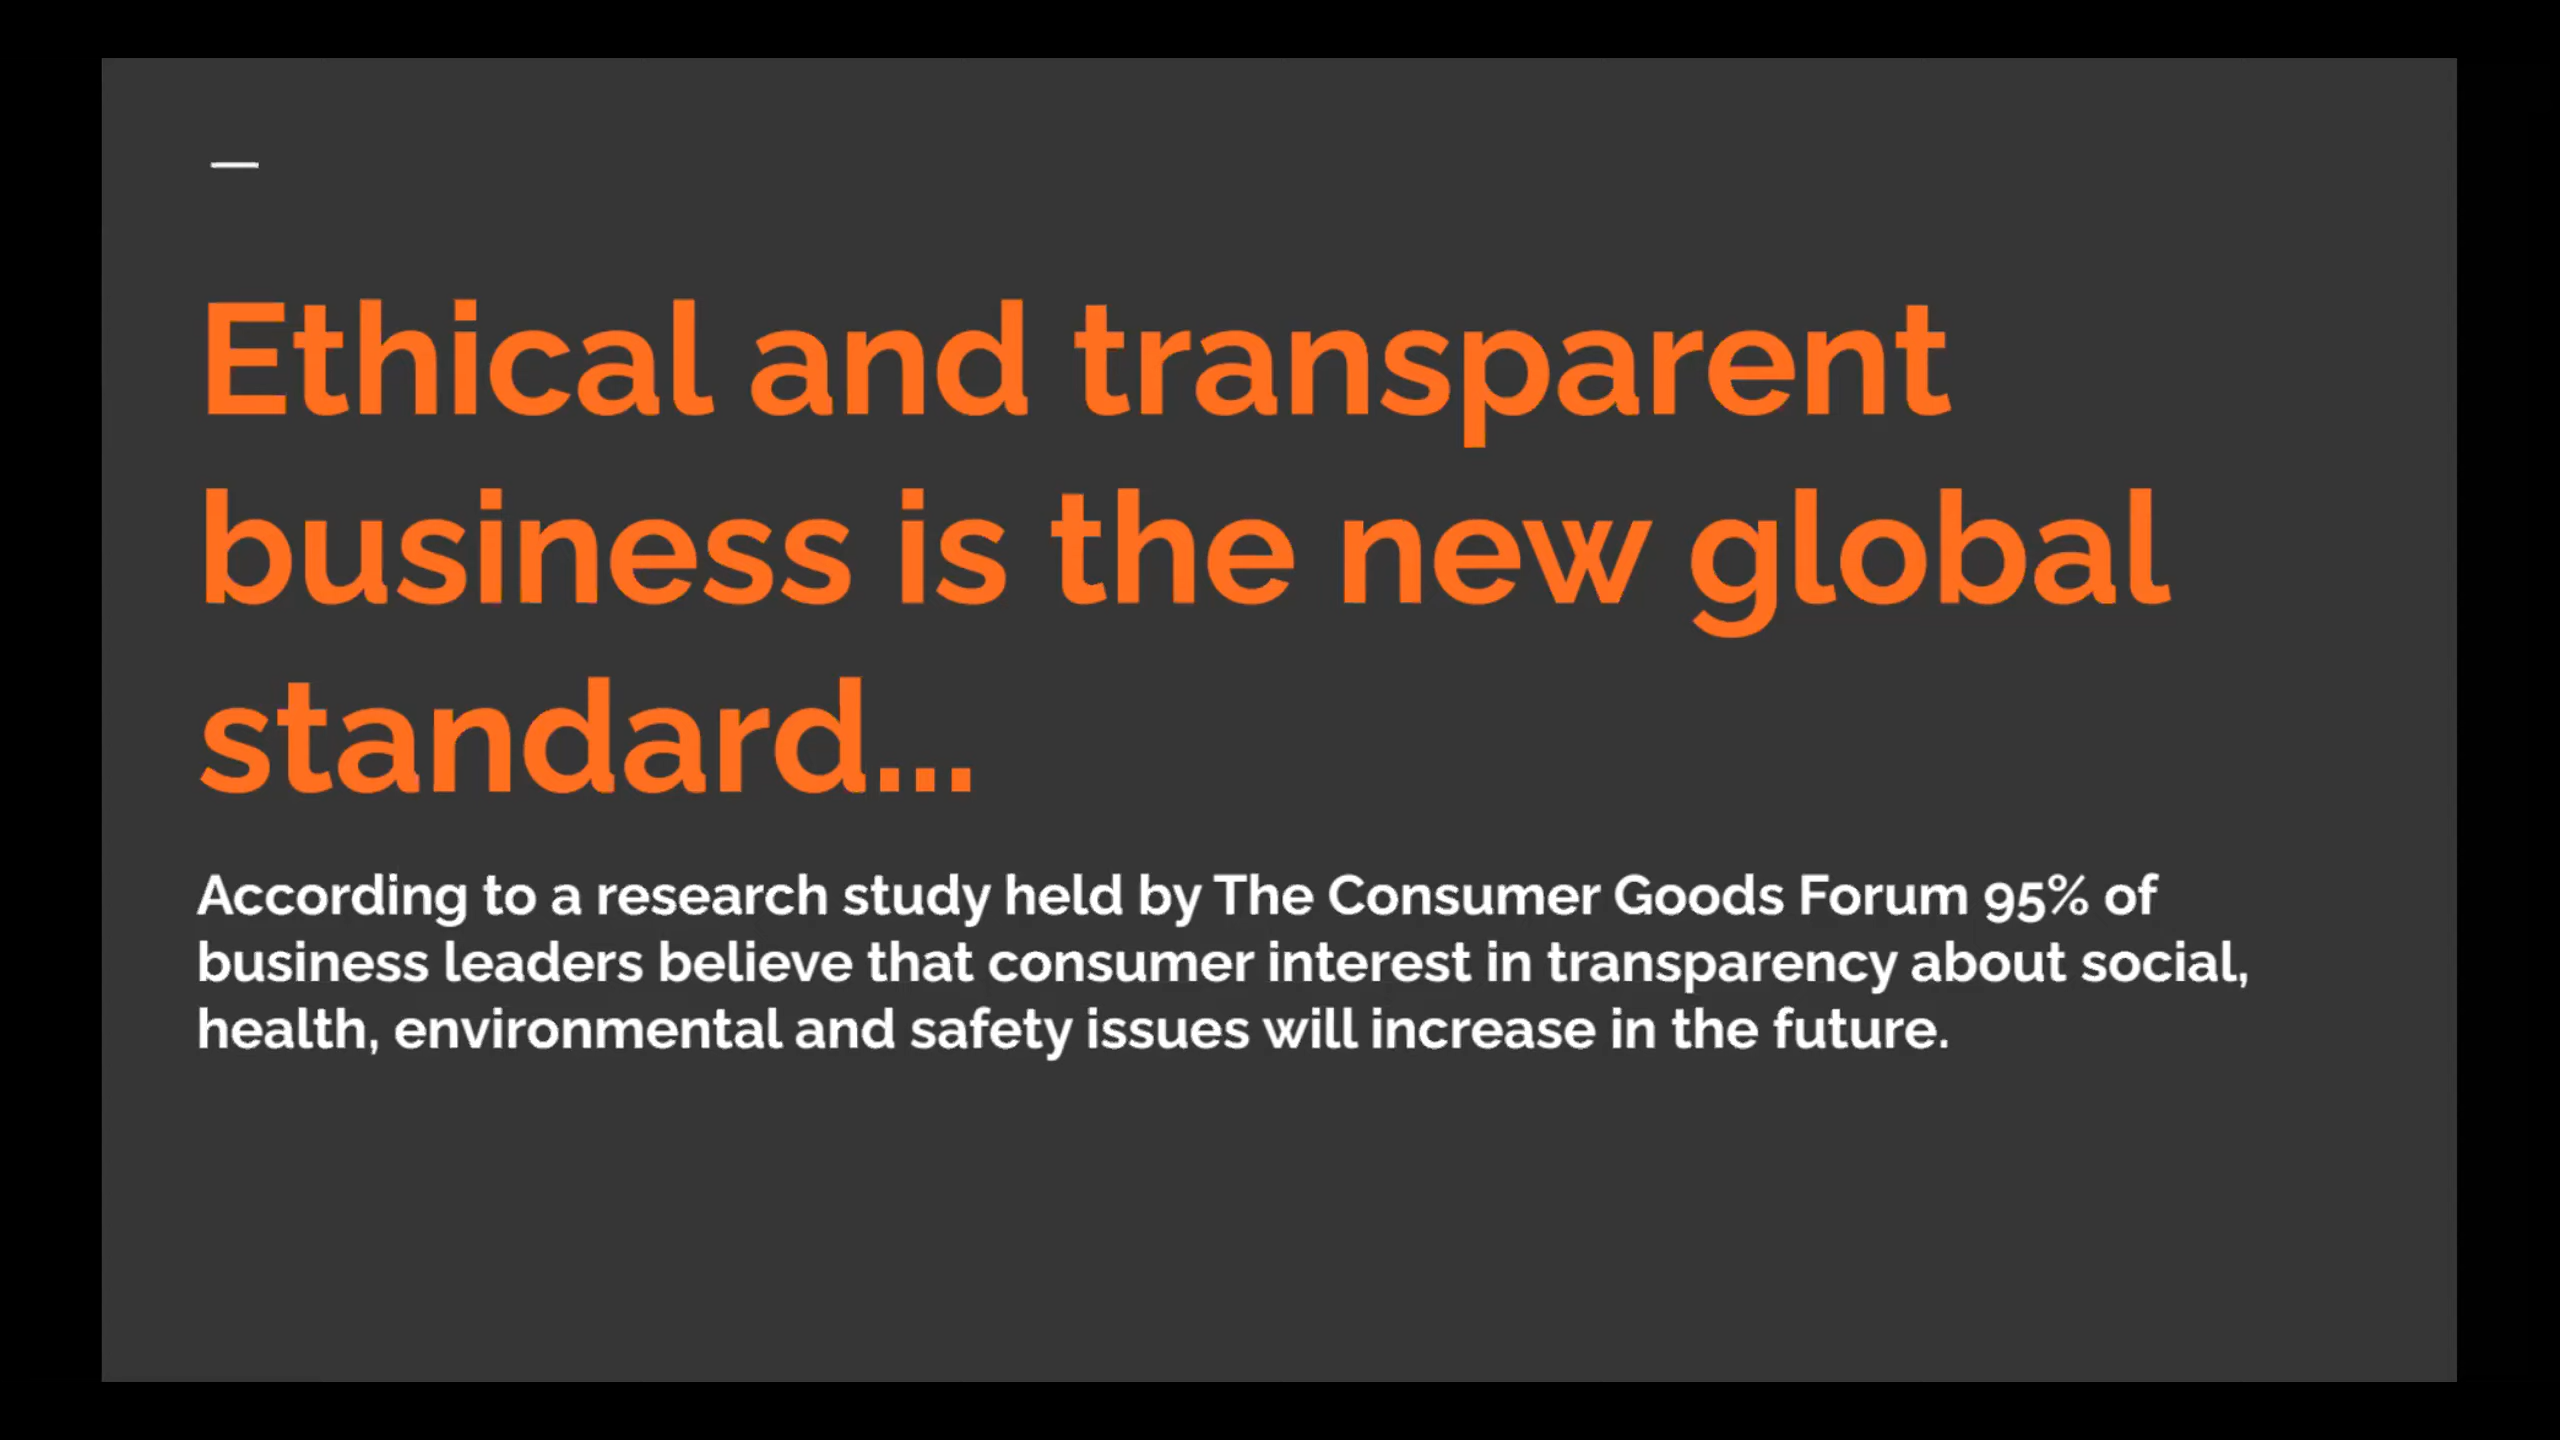 Ethical and transparent
business is the new global
standard...
According to a research study held by The Consumer Goods Forum 95% of
business leaders believe that consumer interest in transparency about social,
health, environmental and safety issues will increase in the future.